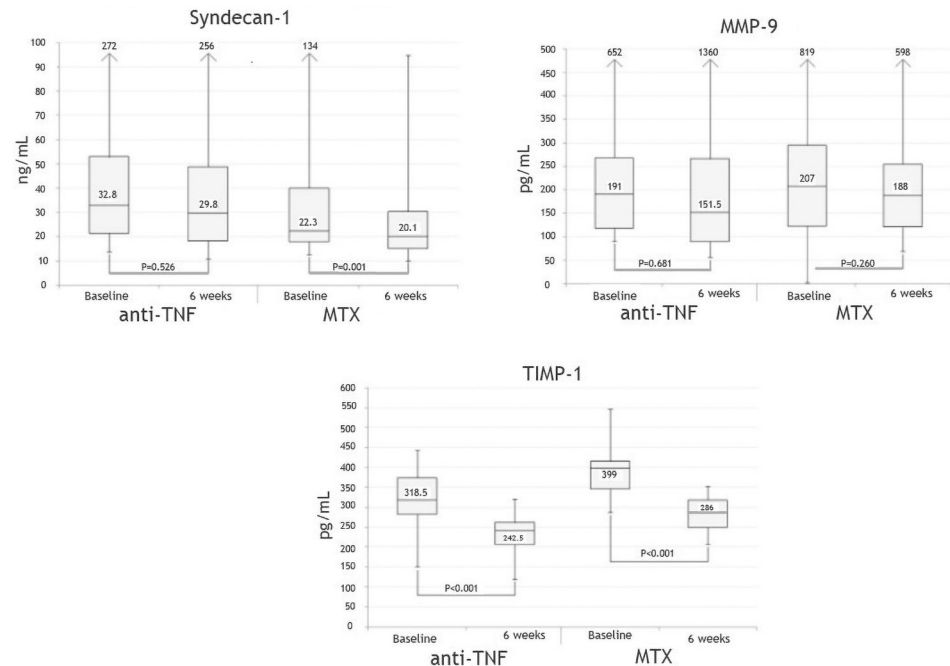 Syndecan-1
ng/mL
100
90
80
70
60
50
40
30
20
10
0
272
256
134
32.8
29.8
22.3
20.1
P=0.526
P=0.001
Baseline
6 weeks
Baseline
6 weeks
anti-TNF
MTX
MMP-9
pg/mL
500
450
400
350
300
250
200
150
100
50
0
652
1360
819
598
191
151.5
207
188
P=0.681
P=0.260
Baseline
6 weeks
Baseline
6 weeks
anti-TNF
MTX
TIMP-1
pg/mL
600
550
500
450
400
350
300
250
200
150
100
50
0
318.5
242.5
399
286
P<0.001
P<0.001
Baseline
6 weeks
Baseline
6 weeks
anti-TNF
MTX